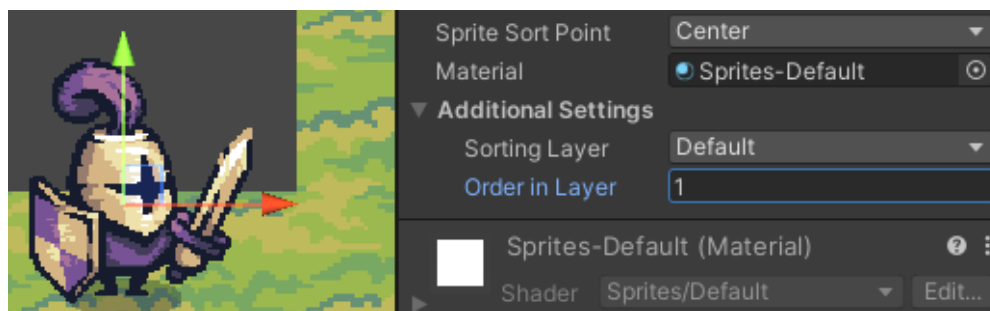 Sprite Sort Point Center
Material Sprites-Default
Additional Settings
Sorting Layer Default
Order in Layer 1
Sprites-Default (Material) ?
Shader Sprites/Default Edit...